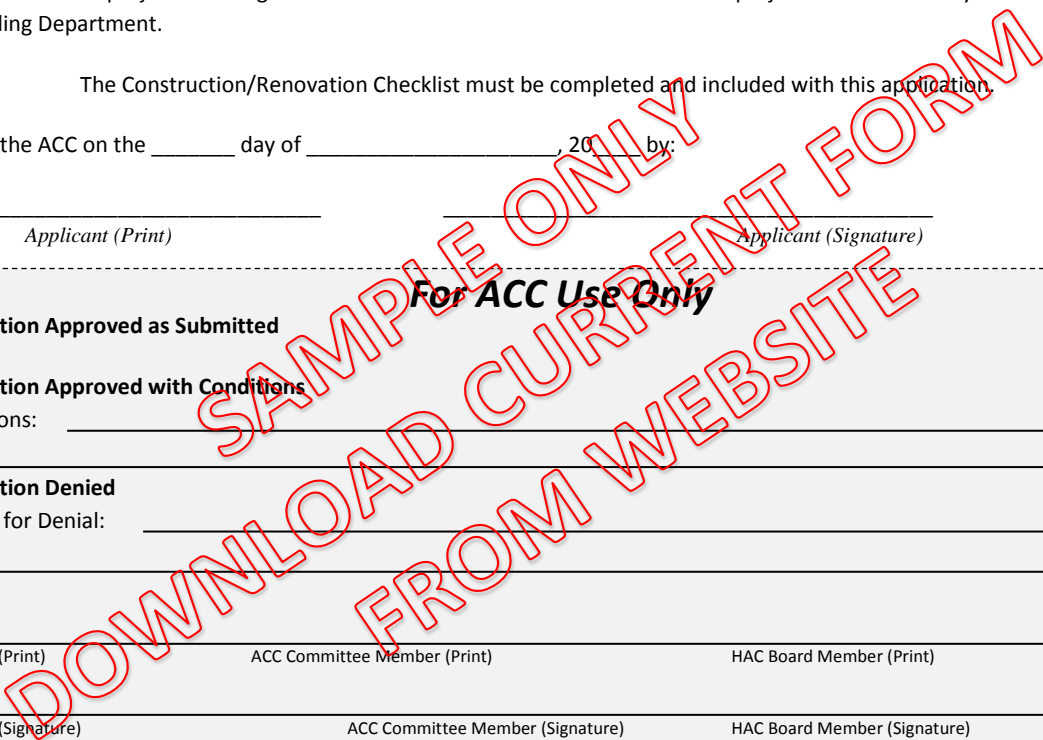 ling Department.
The Construction/Renovation Checklist must be completed and included with this application.
the ACC on the _______ day of _____________________, 20____ by:
Applicant (Print) Applicant (Signature)
For ACC Use Only
tion Approved as Submitted
tion Approved with Conditions
ons:
tion Denied
for Denial:
(Print) ACC Committee Member (Print) HAC Board Member (Print)
(Signature) ACC Committee Member (Signature) HAC Board Member (Signature)
SAMPLE ONLY
DOWNLOAD CURRENT FORM
FROM WEBSITE